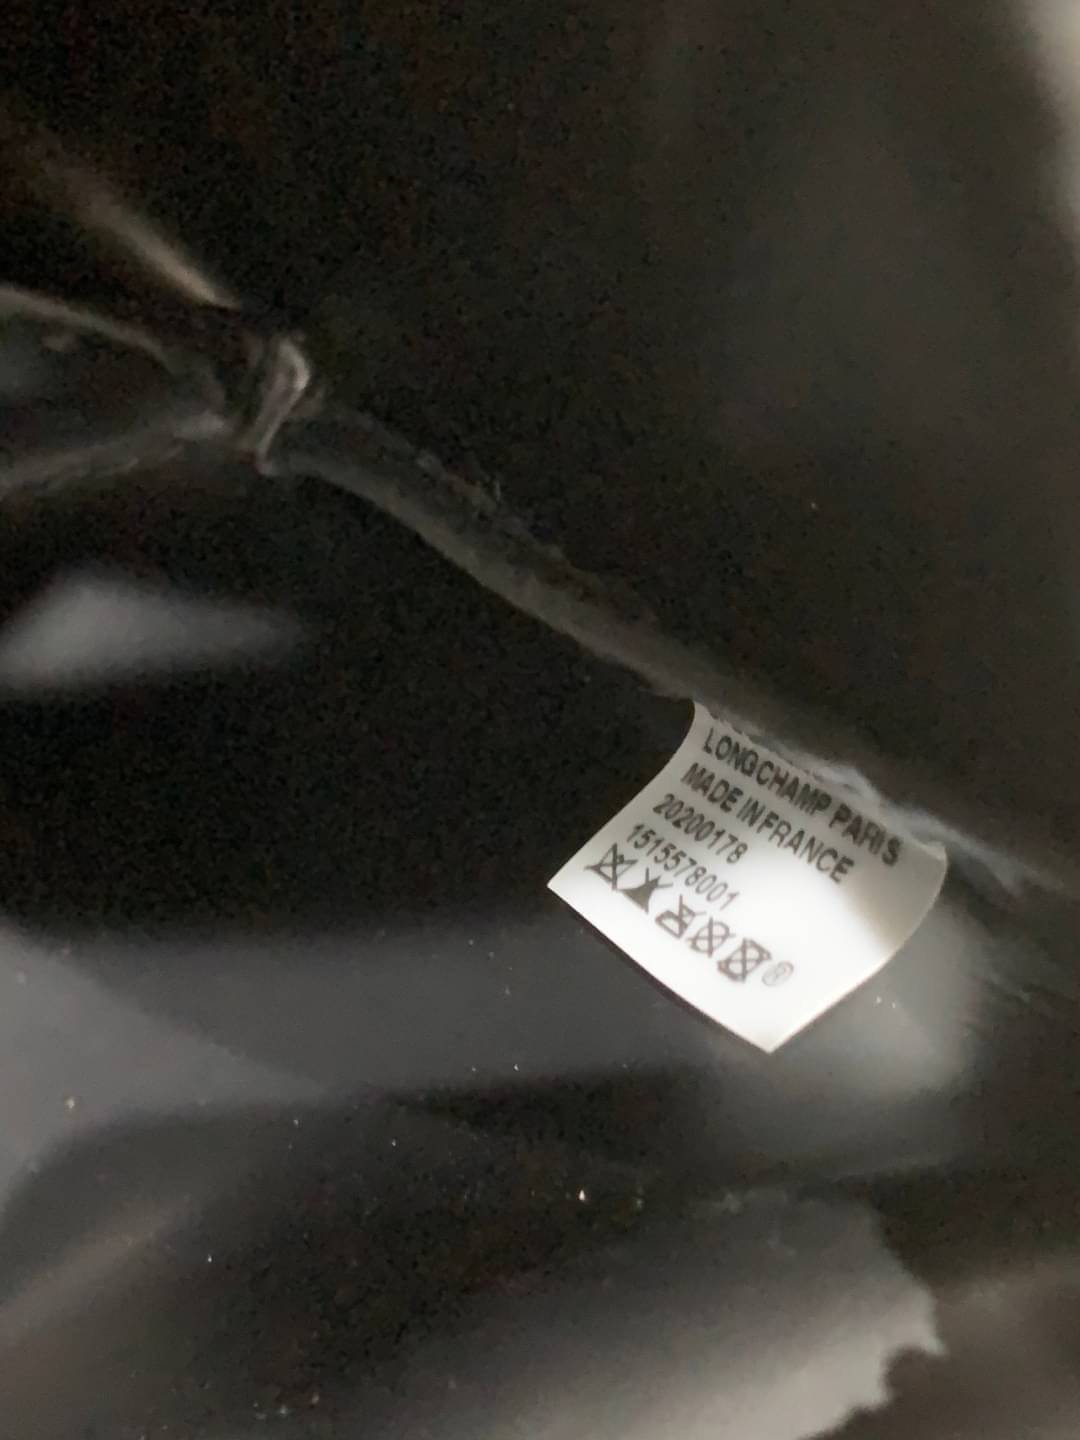 LONGCHAMP PARIS
MADE IN FRANCE
20200178
1515578001